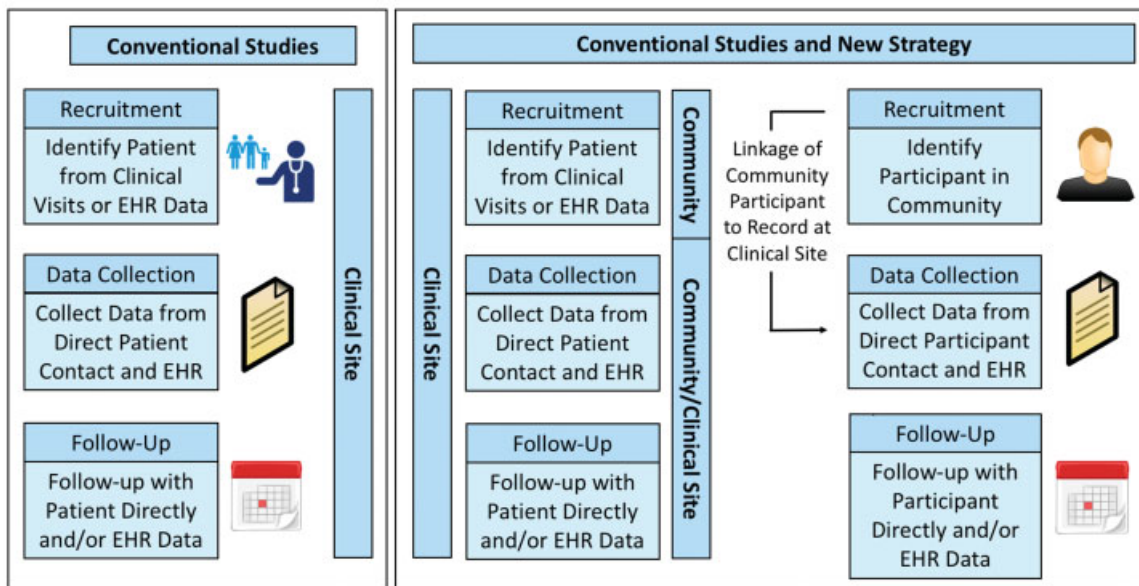 Conventional Studies
Recruitment
Identify Patient
from Clinical
Visits or EHR Data
Data Collection
Collect Data from
Direct Patient
Contact and EHR
Follow-Up
Follow-up with
Patient Directly
and/or EHR Data
Clinical Site
Conventional Studies and New Strategy
Clinical Site
Recruitment
Identify Patient
from Clinical
Visits or EHR Data
Data Collection
Collect Data from
Direct Patient
Contact and EHR
Follow-Up
Follow-up with
Patient Directly
and/or EHR Data
Community
Community/Clinical Site
Linkage of
Community
Participant
to Record at
Clinical Site
Recruitment
Identify
Participant in
Community
Data Collection
Collect Data from
Direct Participant
Contact and EHR
Follow-Up
Follow-up with
Participant
Directly and/or
EHR Data